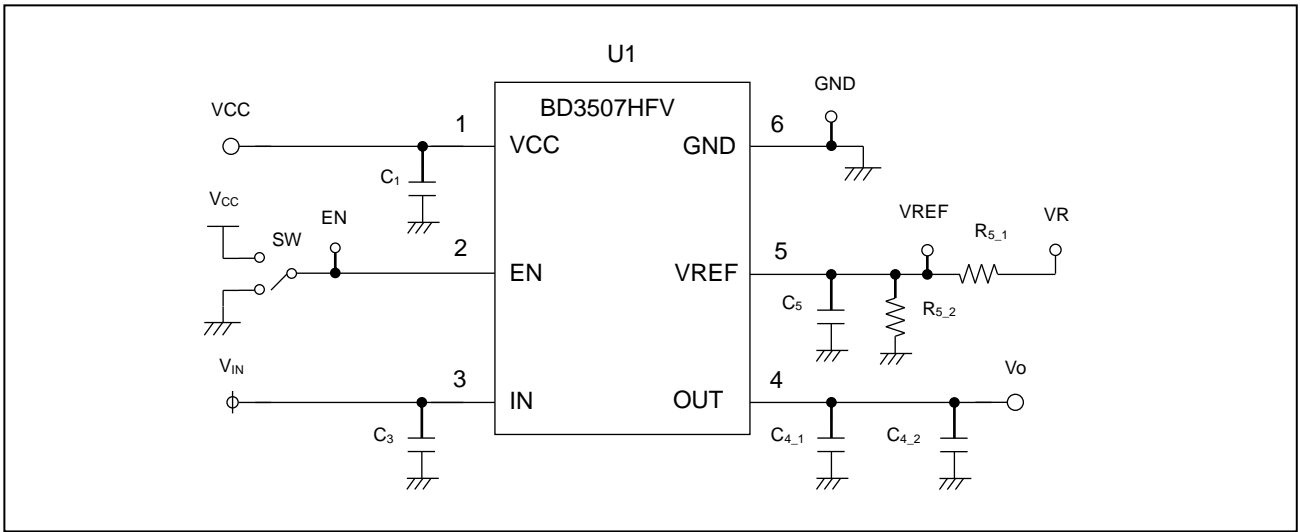 U1
BD3507HFV
VCC
1
VCC
C1
GND
6
GND
VCC
SW
EN
2
EN
VREF
VR
R5_1
5
VREF
C5
R5_2
VIN
3
IN
C3
4
OUT
Vo
C4_1
C4_2